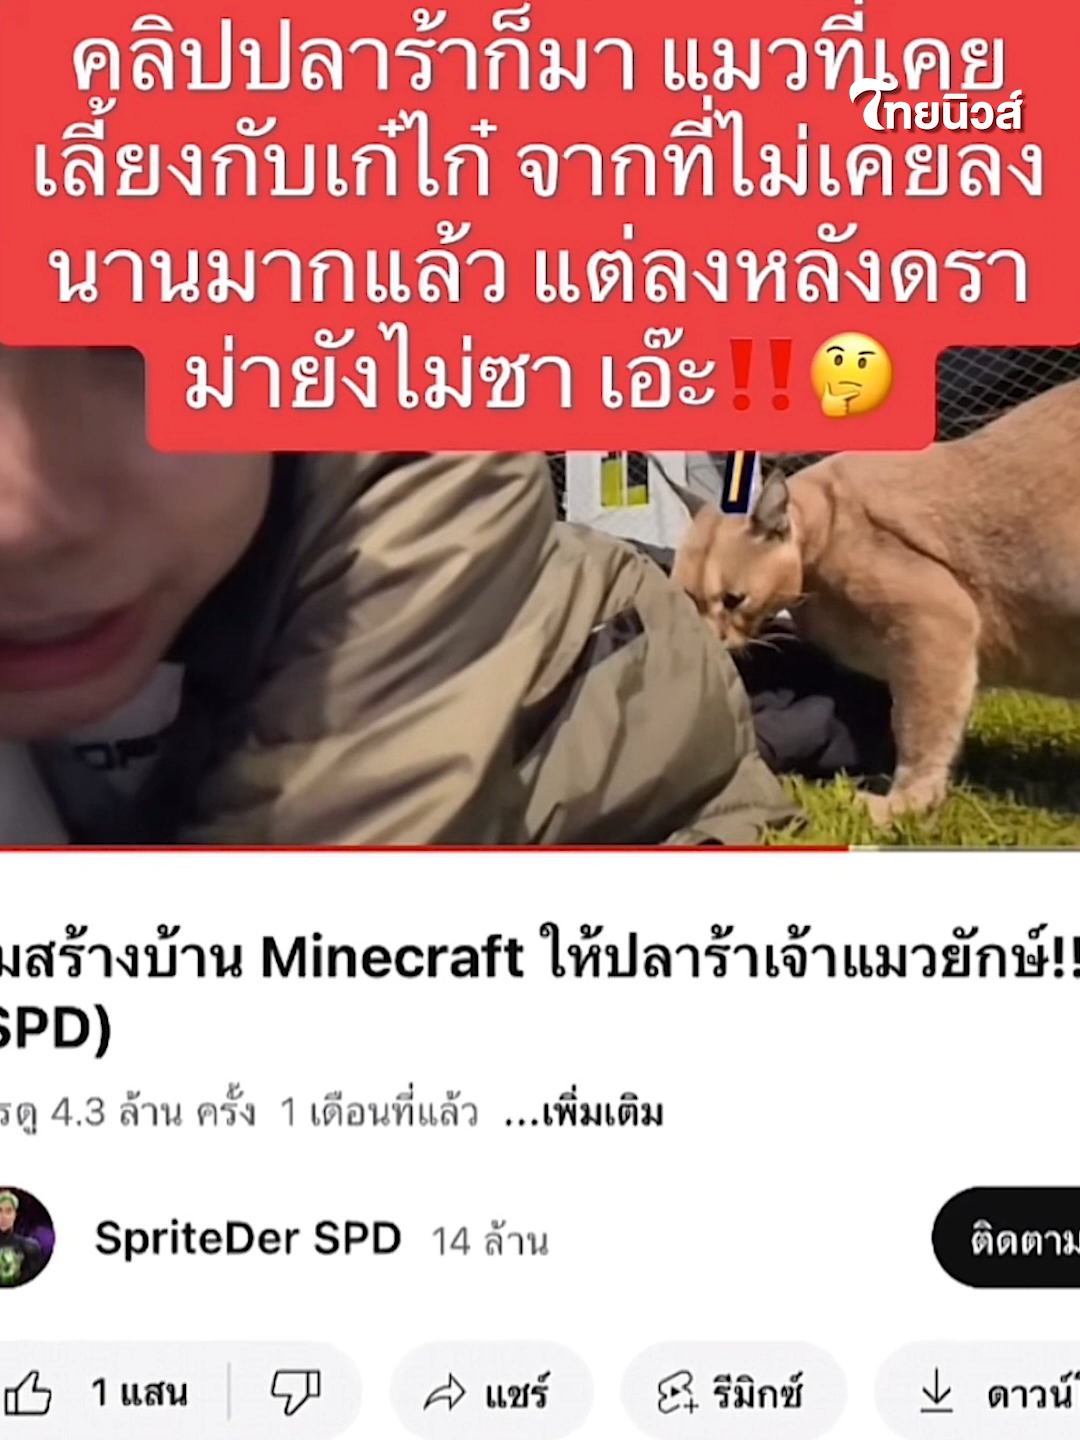 คลิปปลาร้าก็มา แมวที่เคย
ไทยนิวส์
เลี้ยงกับเก๋ไก๋ จากที่ไม่เคยลง
นานมากแล้ว แต่ลงหลังดรา
ม่ายังไม่ซา เอ๊ะ‼️🤔
มสร้างบ้าน Minecraft ให้ปลาร้าเจ้าแมวยักษ์!!
SPD)
รดู 4.3 ล้าน ครั้ง 1 เดือนที่แล้ว ...เพิ่มเติม
SpriteDer SPD 14 ล้าน
ติดตาม
1 แสน
แชร์
รีมิกซ์
ดาวน์